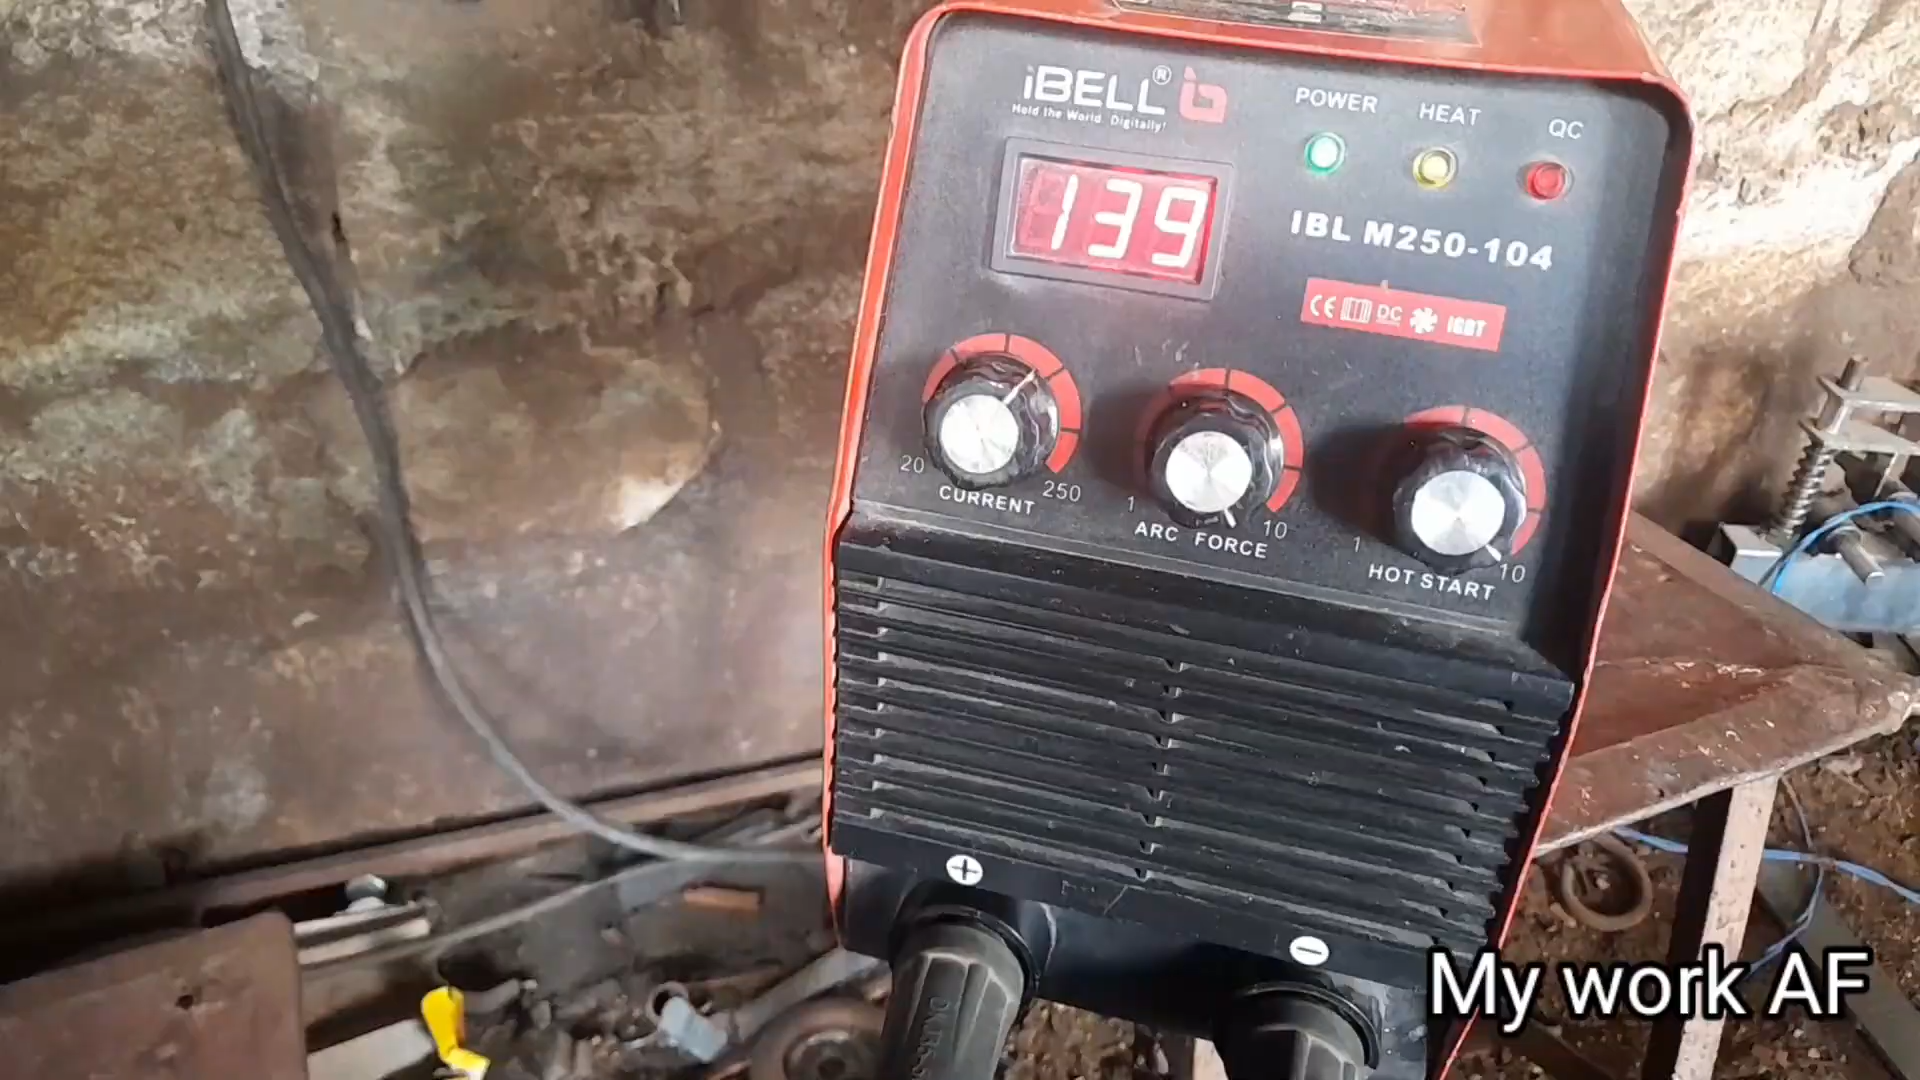 iBELL®
Hold the World. Digitally!
POWER HEAT QC
139
IBL M250-104
CE DC IGBT
20 250
CURRENT
1 10
ARC FORCE
1 10
HOT START
+
−
My work AF